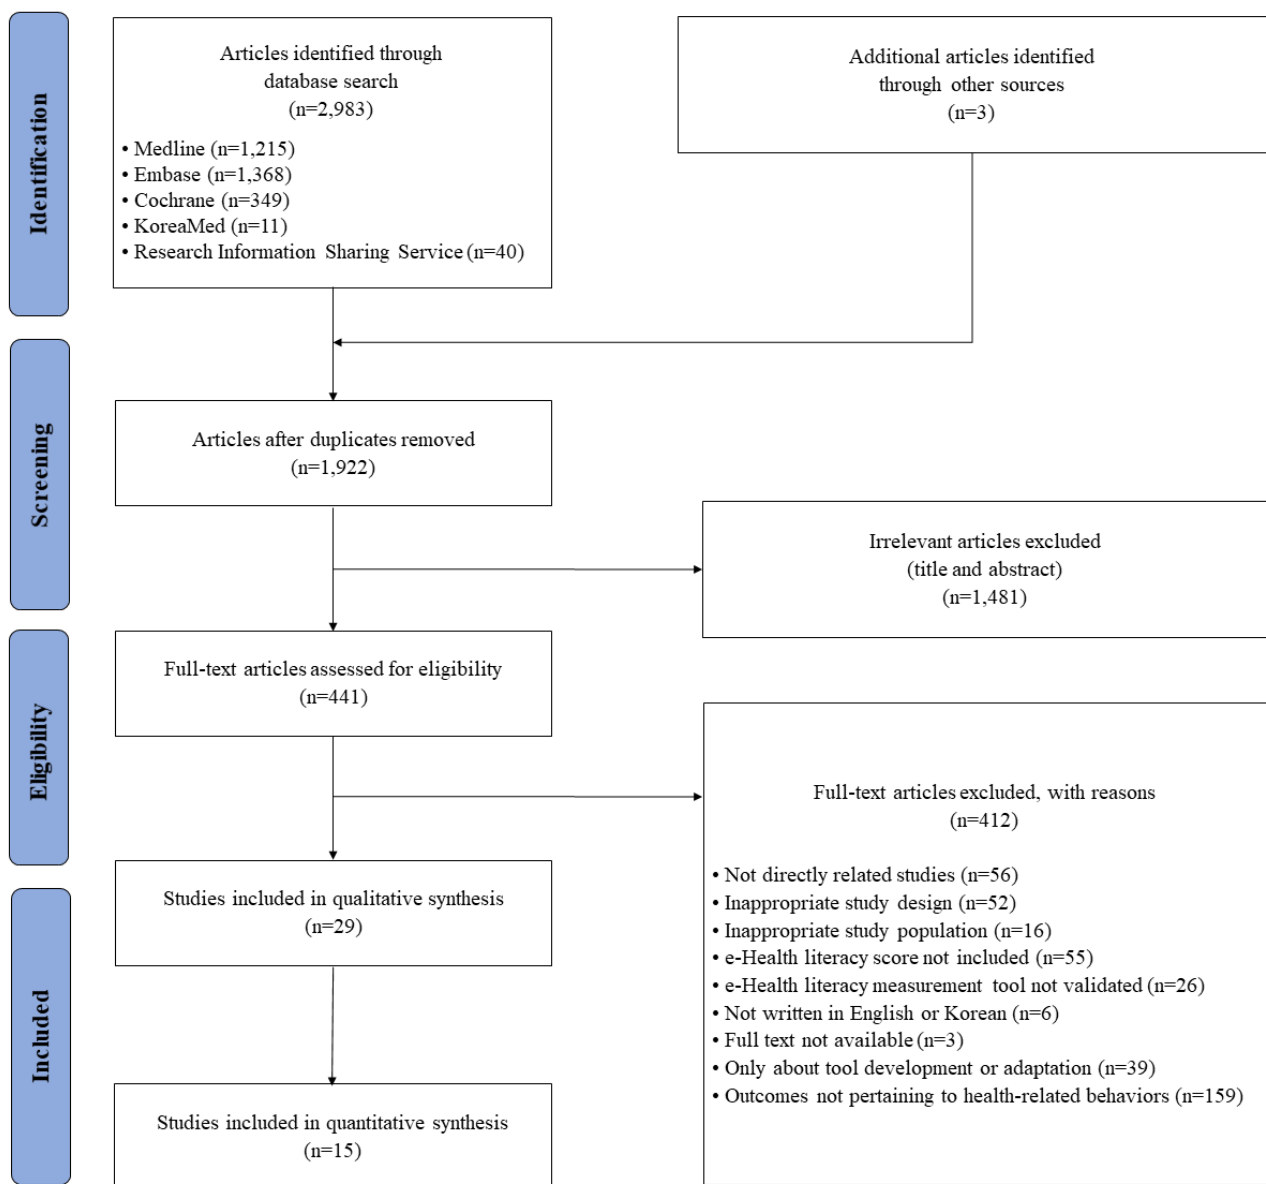 Identification
Articles identified through
database search
(n=2,983)
• Medline (n=1,215)
• Embase (n=1,368)
• Cochrane (n=349)
• KoreaMed (n=11)
• Research Information Sharing Service (n=40)
Additional articles identified
through other sources
(n=3)
Screening
Articles after duplicates removed
(n=1,922)
Irrelevant articles excluded
(title and abstract)
(n=1,481)
Eligibility
Full-text articles assessed for eligibility
(n=441)
Full-text articles excluded, with reasons
(n=412)
• Not directly related studies (n=56)
• Inappropriate study design (n=52)
• Inappropriate study population (n=16)
• e-Health literacy score not included (n=55)
• e-Health literacy measurement tool not validated (n=26)
• Not written in English or Korean (n=6)
• Full text not available (n=3)
• Only about tool development or adaptation (n=39)
• Outcomes not pertaining to health-related behaviors (n=159)
Included
Studies included in qualitative synthesis
(n=29)
Studies included in quantitative synthesis
(n=15)